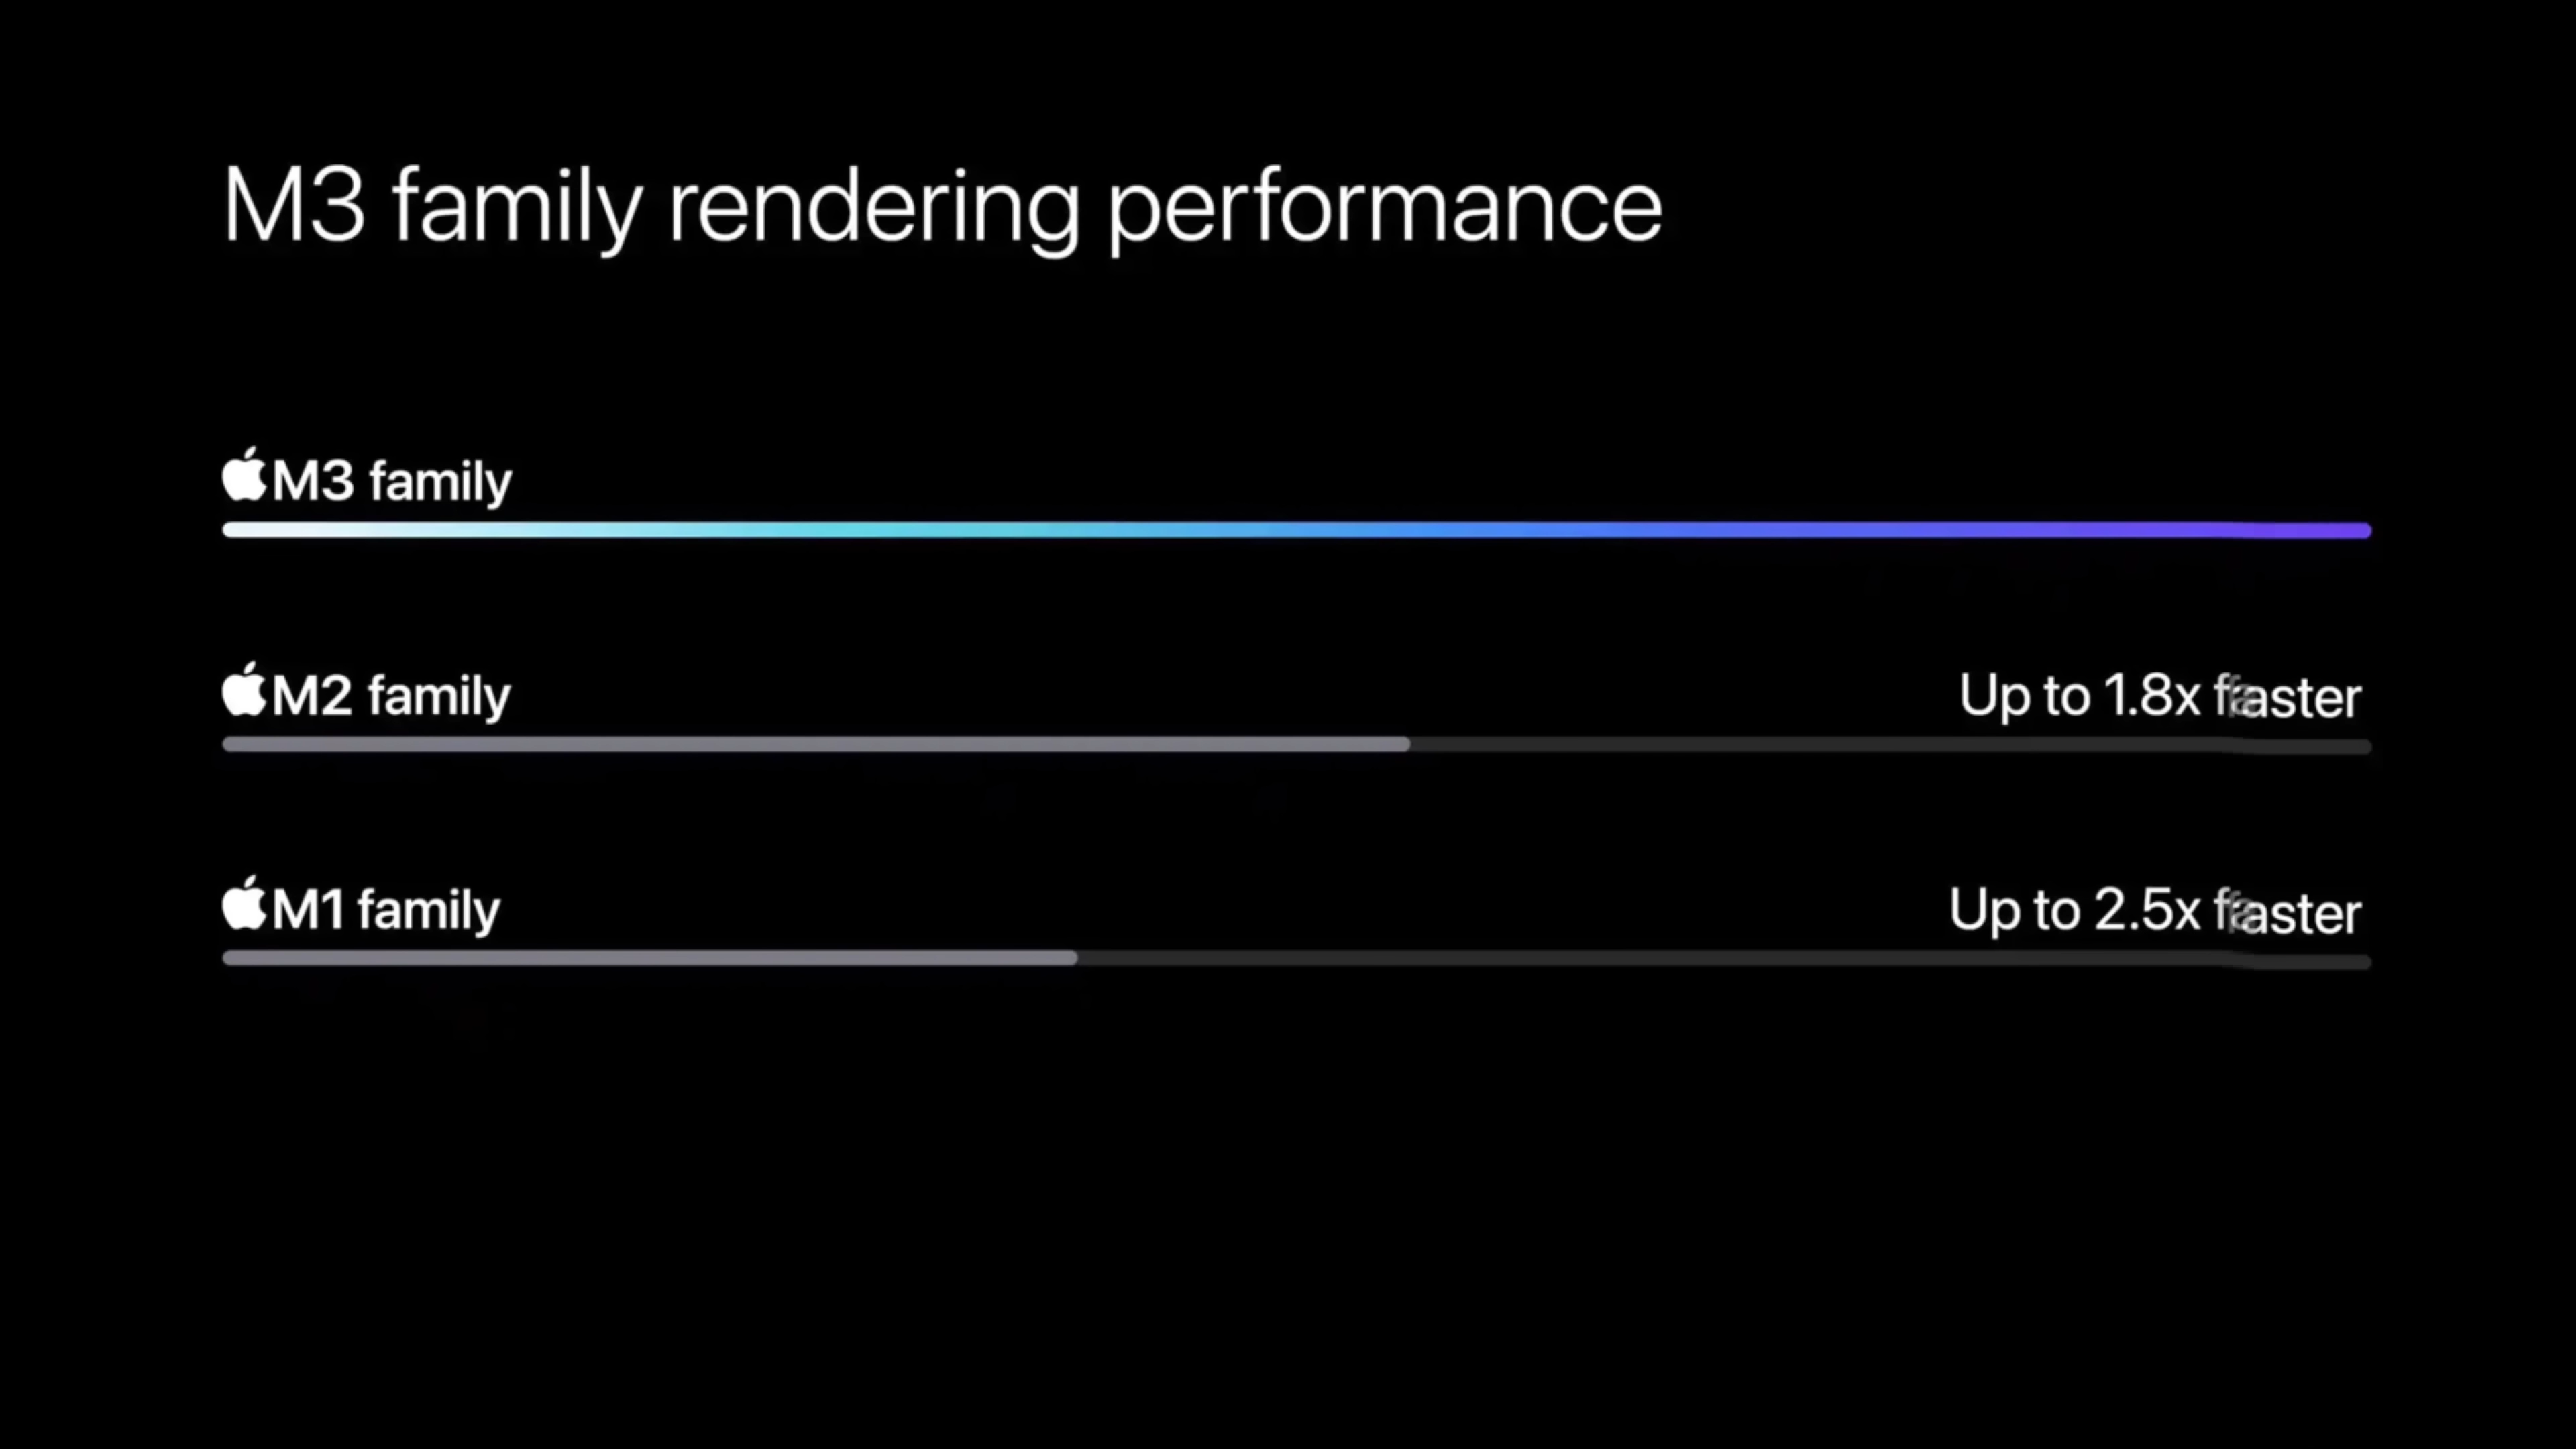 M3 family rendering performance
M3 family
M2 family
Up to 1.8x faster
M1 family
Up to 2.5x faster